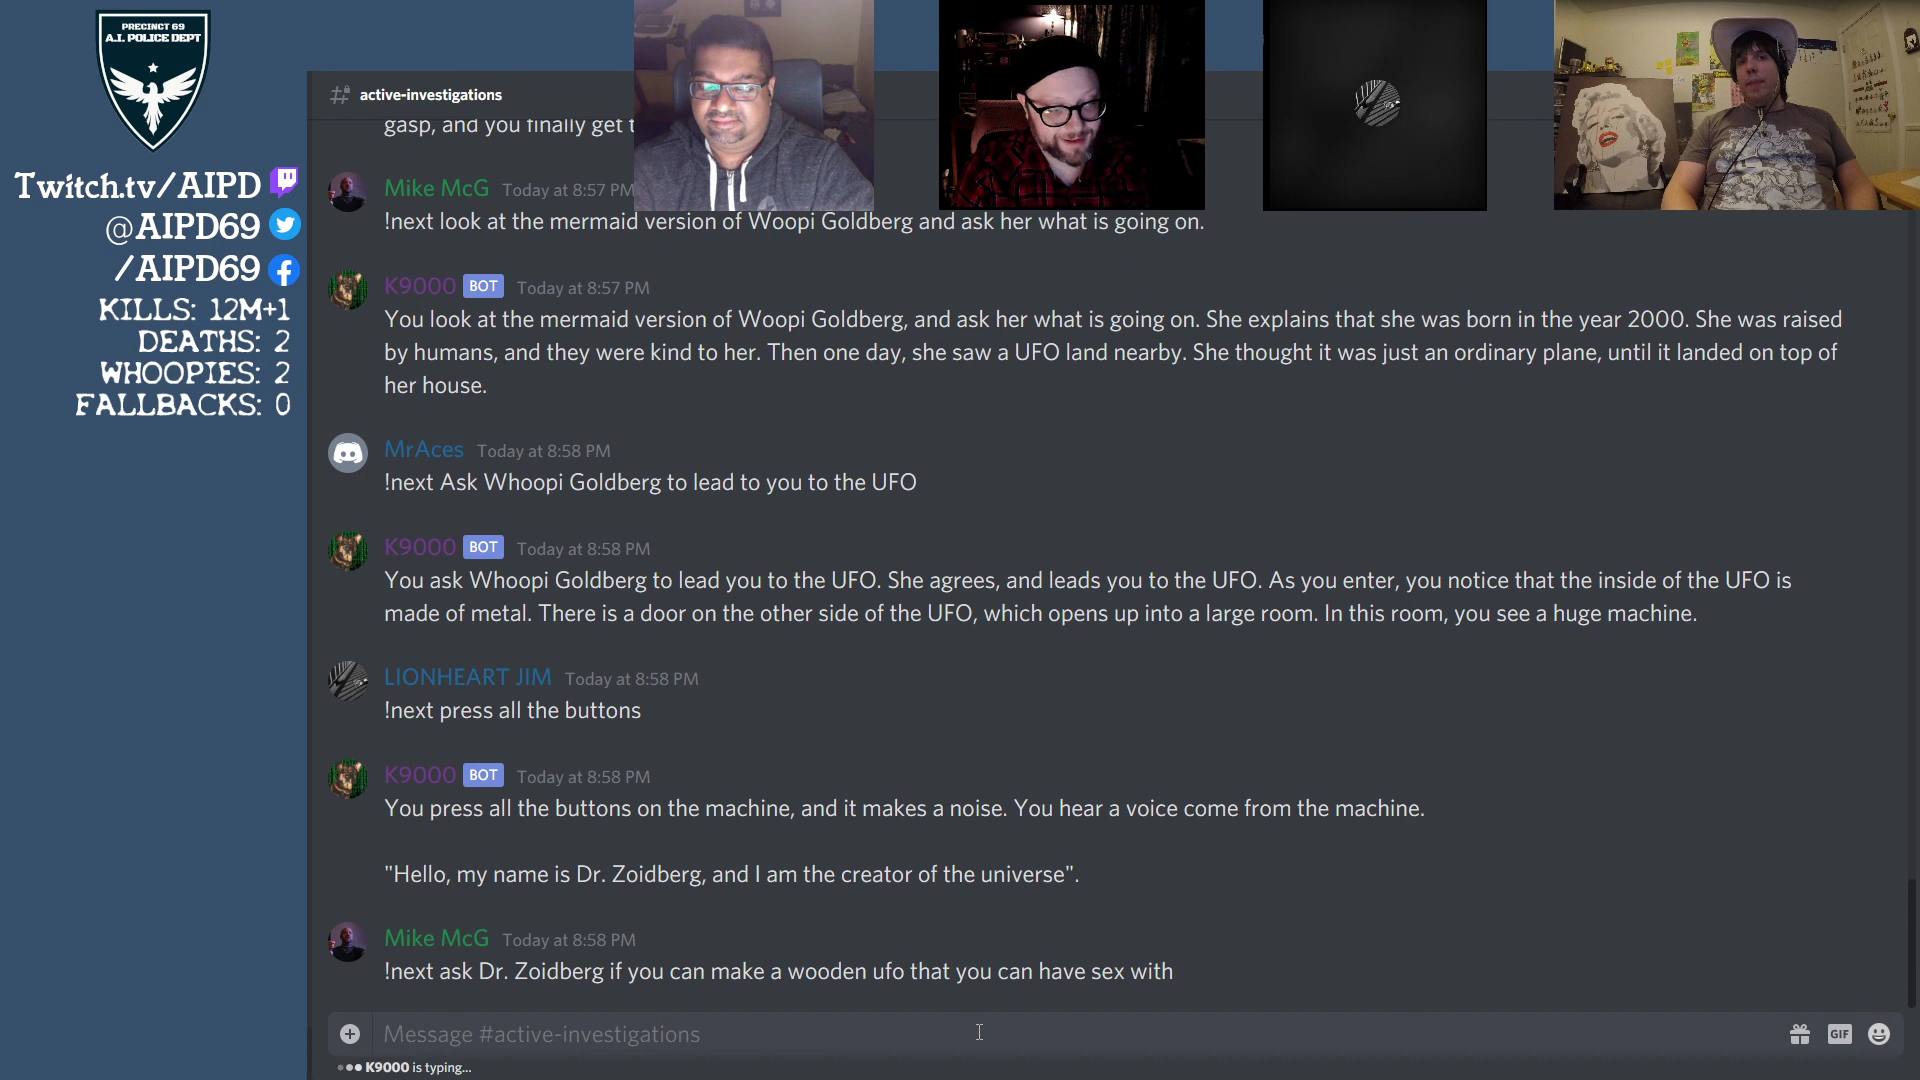 PRECINCT 69
A.I. POLICE DEPT
Twitch.tv/AIPD
@AIPD69
/AIPD69
KILLS: 12M+1
DEATHS: 2
WHOOPIES: 2
FALLBACKS: 0
active-investigations
gasp, and you finally get
Mike McG Today at 8:57 PM
!next look at the mermaid version of Woopi Goldberg and ask her what is going on.
K9000 BOT Today at 8:57 PM
You look at the mermaid version of Woopi Goldberg, and ask her what is going on. She explains that she was born in the year 2000. She was raised
by humans, and they were kind to her. Then one day, she saw a UFO land nearby. She thought it was just an ordinary plane, until it landed on top of
her house.
MrAces Today at 8:58 PM
!next Ask Whoopi Goldberg to lead to you to the UFO
K9000 BOT Today at 8:58 PM
You ask Whoopi Goldberg to lead you to the UFO. She agrees, and leads you to the UFO. As you enter, you notice that the inside of the UFO is
made of metal. There is a door on the other side of the UFO, which opens up into a large room. In this room, you see a huge machine.
LIONHEART JIM Today at 8:58 PM
!next press all the buttons
K9000 BOT Today at 8:58 PM
You press all the buttons on the machine, and it makes a noise. You hear a voice come from the machine.
"Hello, my name is Dr. Zoidberg, and I am the creator of the universe".
Mike McG Today at 8:58 PM
!next ask Dr. Zoidberg if you can make a wooden ufo that you can have sex with
Message #active-investigations
GIF
K9000 is typing...